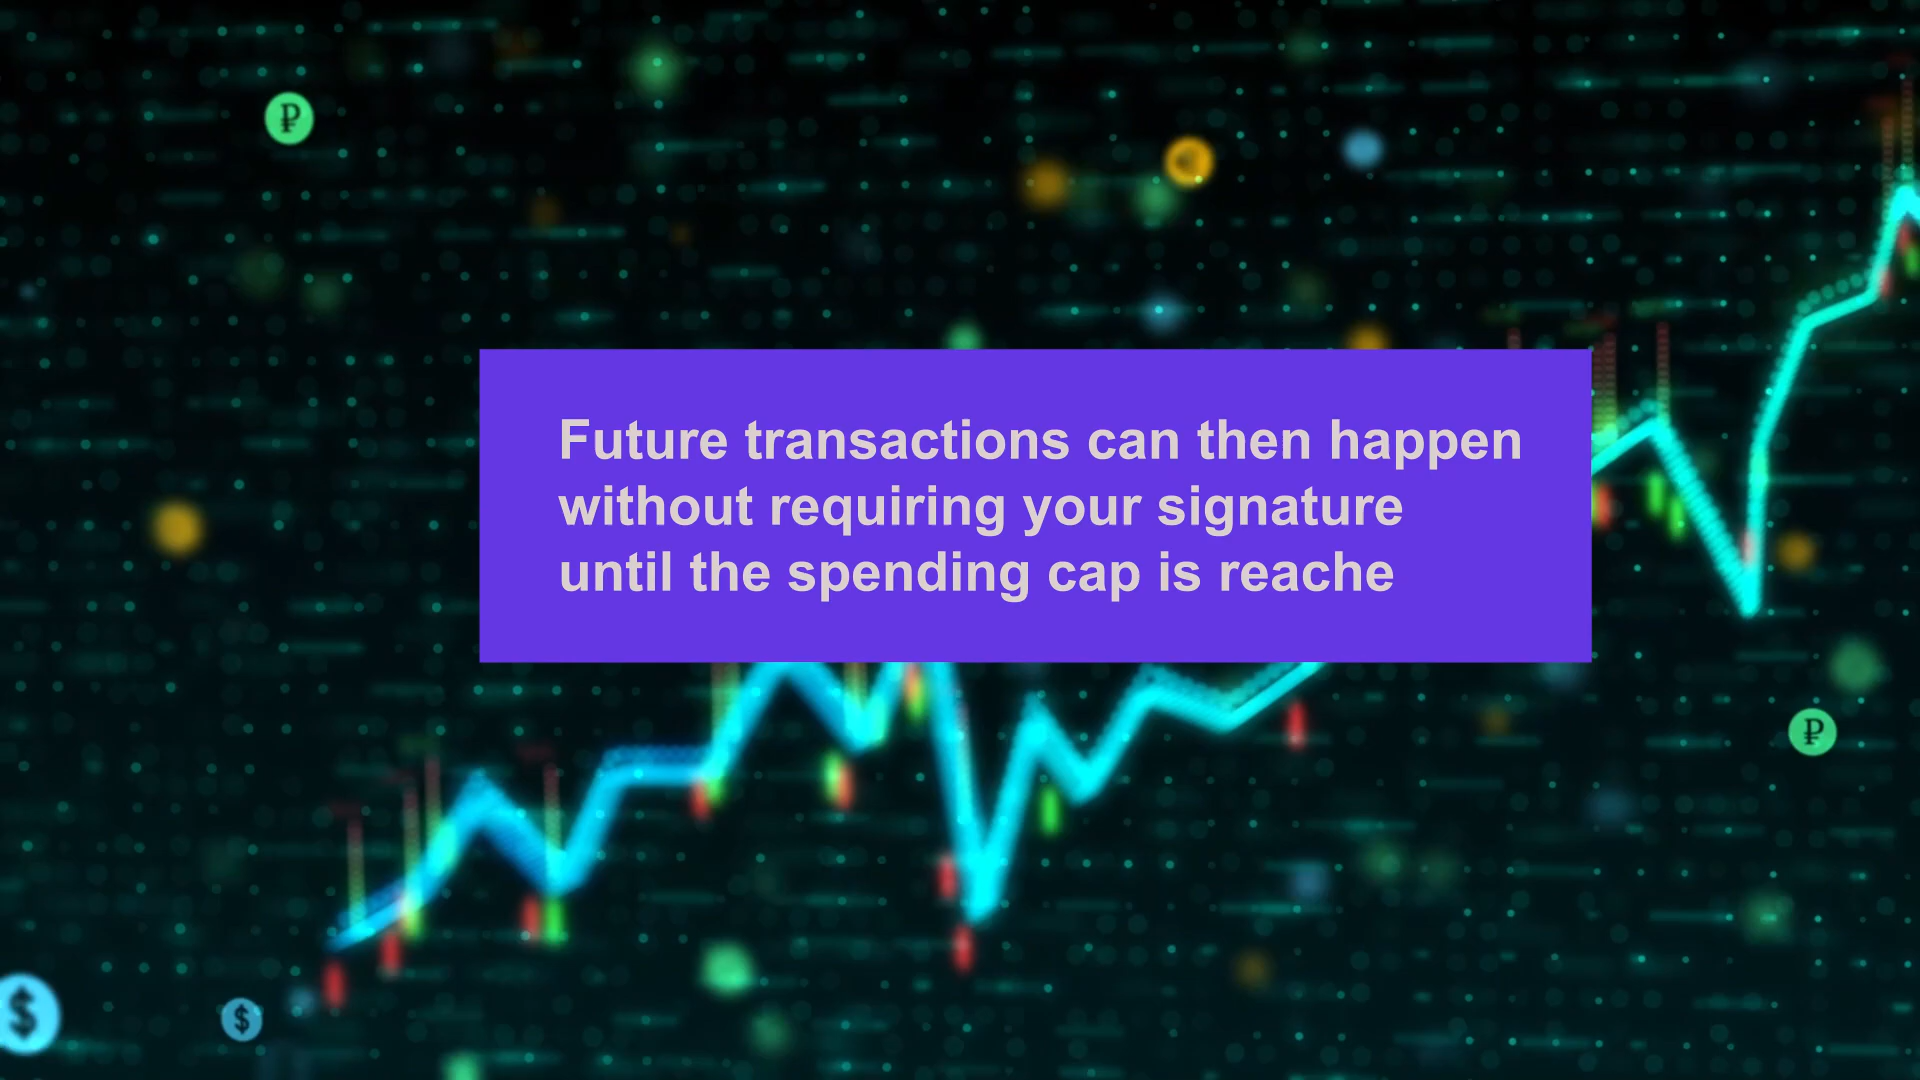 Future transactions can then happen
without requiring your signature
until the spending cap is reache